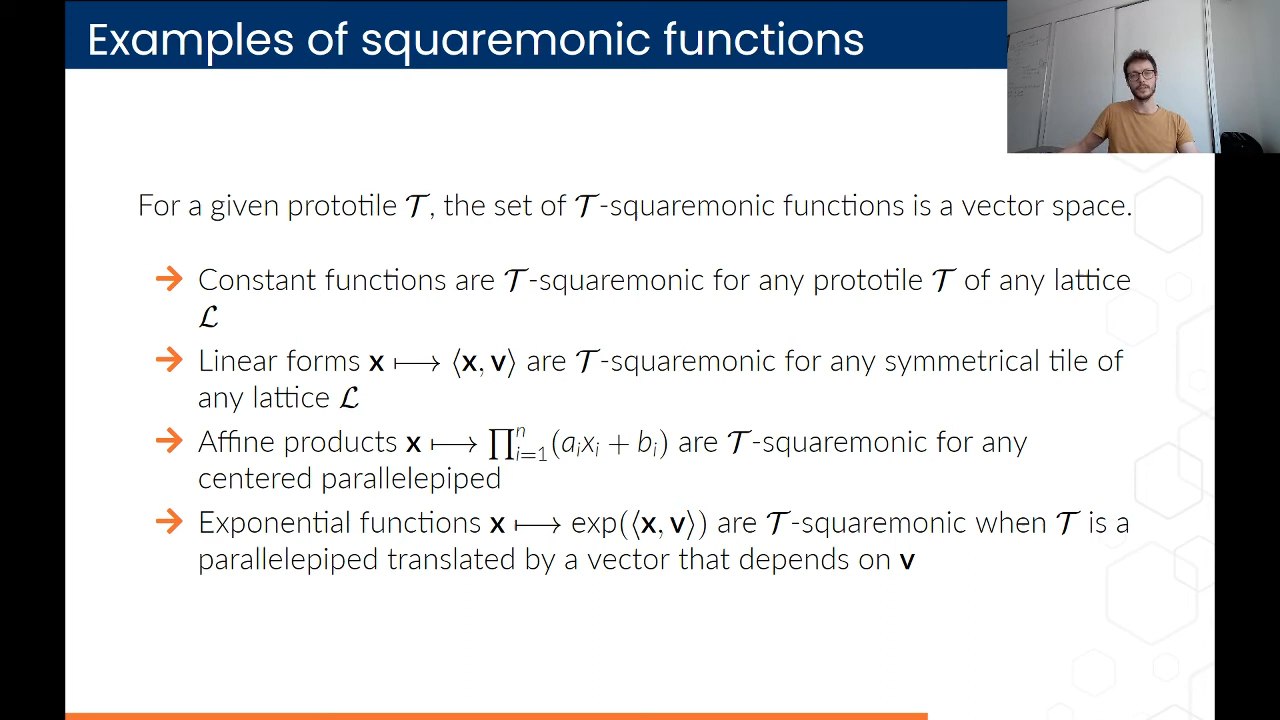 Examples of squaremonic functions
For a given prototile 𝒯, the set of 𝒯-squaremonic functions is a vector space.
→ Constant functions are 𝒯-squaremonic for any prototile 𝒯 of any lattice
ℒ
→ Linear forms x ⟼ ⟨x, v⟩ are 𝒯-squaremonic for any symmetrical tile of
any lattice ℒ
→ Affine products x ⟼ ∏ⁿᵢ₌₁(aᵢxᵢ + bᵢ) are 𝒯-squaremonic for any
centered parallelepiped
→ Exponential functions x ⟼ exp(⟨x, v⟩) are 𝒯-squaremonic when 𝒯 is a
parallelepiped translated by a vector that depends on v